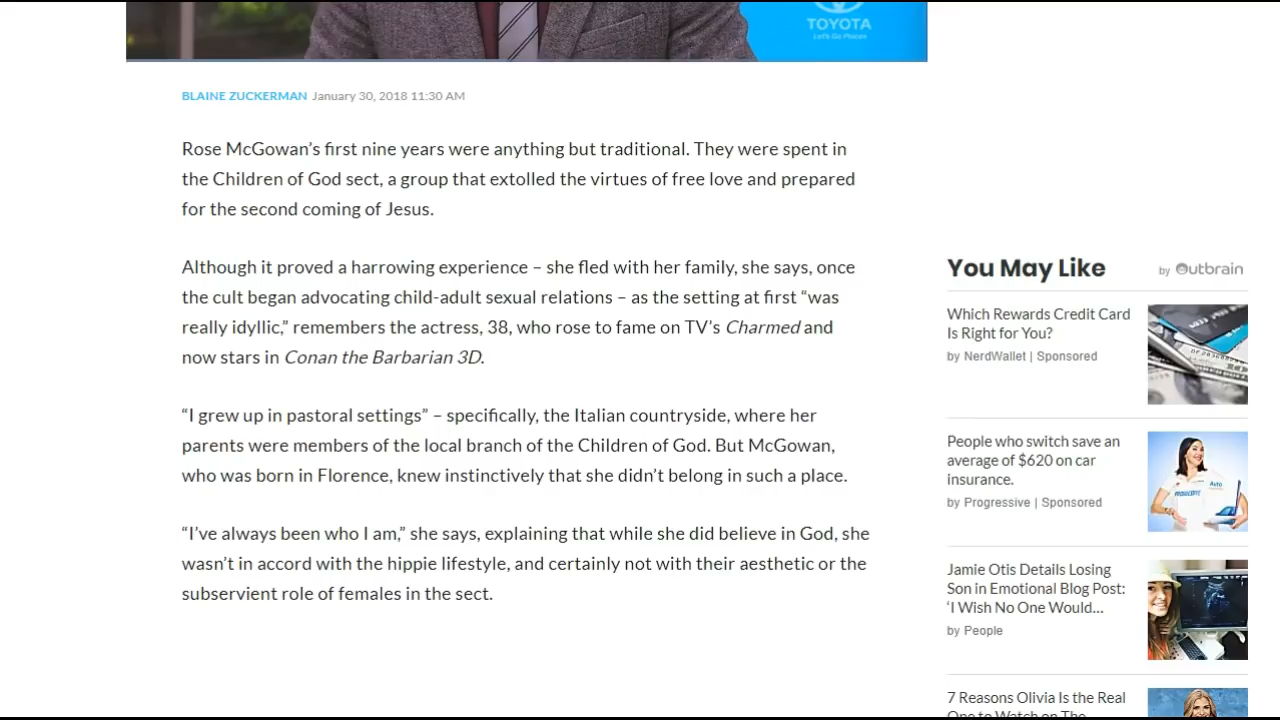 TOYOTA
Let's Go Places
BLAINE ZUCKERMAN January 30, 2018 11:30 AM
Rose McGowan’s first nine years were anything but traditional. They were spent in
the Children of God sect, a group that extolled the virtues of free love and prepared
for the second coming of Jesus.
Although it proved a harrowing experience – she fled with her family, she says, once
the cult began advocating child-adult sexual relations – as the setting at first “was
really idyllic,” remembers the actress, 38, who rose to fame on TV’s Charmed and
now stars in Conan the Barbarian 3D.
“I grew up in pastoral settings” – specifically, the Italian countryside, where her
parents were members of the local branch of the Children of God. But McGowan,
who was born in Florence, knew instinctively that she didn’t belong in such a place.
“I’ve always been who I am,” she says, explaining that while she did believe in God, she
wasn’t in accord with the hippie lifestyle, and certainly not with their aesthetic or the
subservient role of females in the sect.
You May Like
by Outbrain
Which Rewards Credit Card
Is Right for You?
by NerdWallet | Sponsored
People who switch save an
average of $620 on car
insurance.
by Progressive | Sponsored
Jamie Otis Details Losing
Son in Emotional Blog Post:
‘I Wish No One Would...
by People
7 Reasons Olivia Is the Real
One to Watch on The